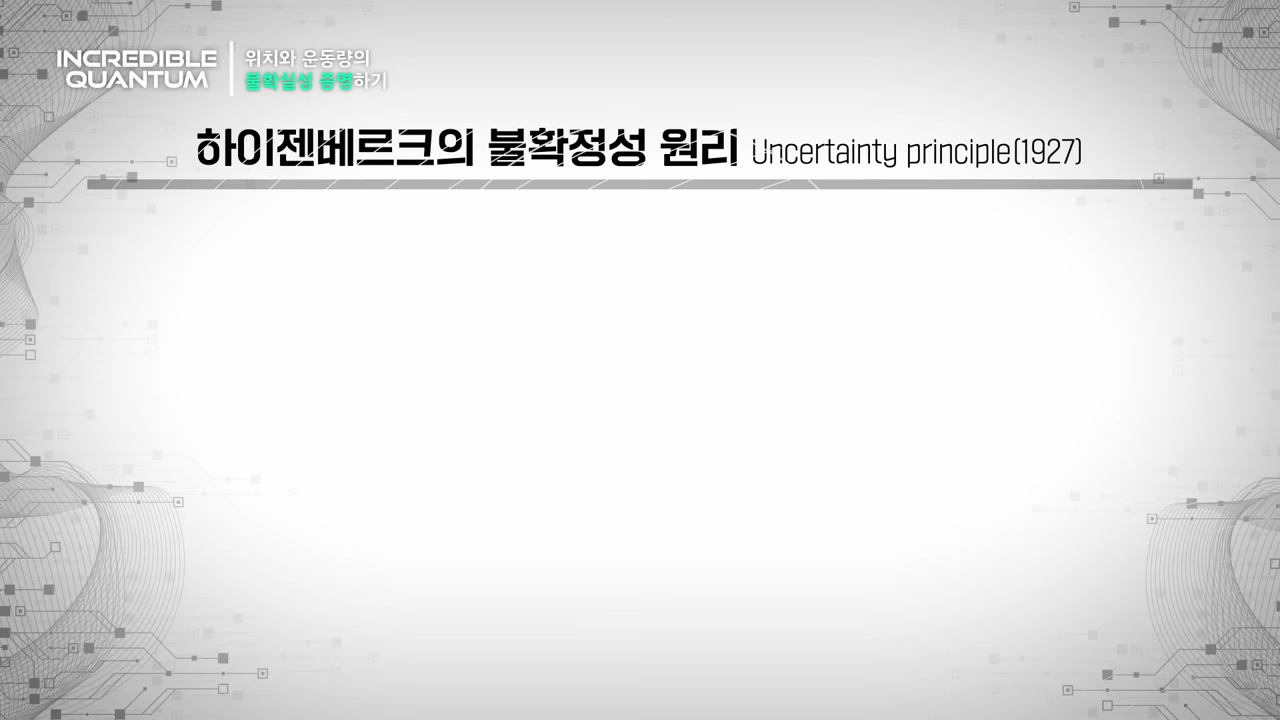 INCREDIBLE
QUANTUM
위치와 운동량의
불확실성 증명하기
하이젠베르크의 불확정성 원리 Uncertainty principle(1927)